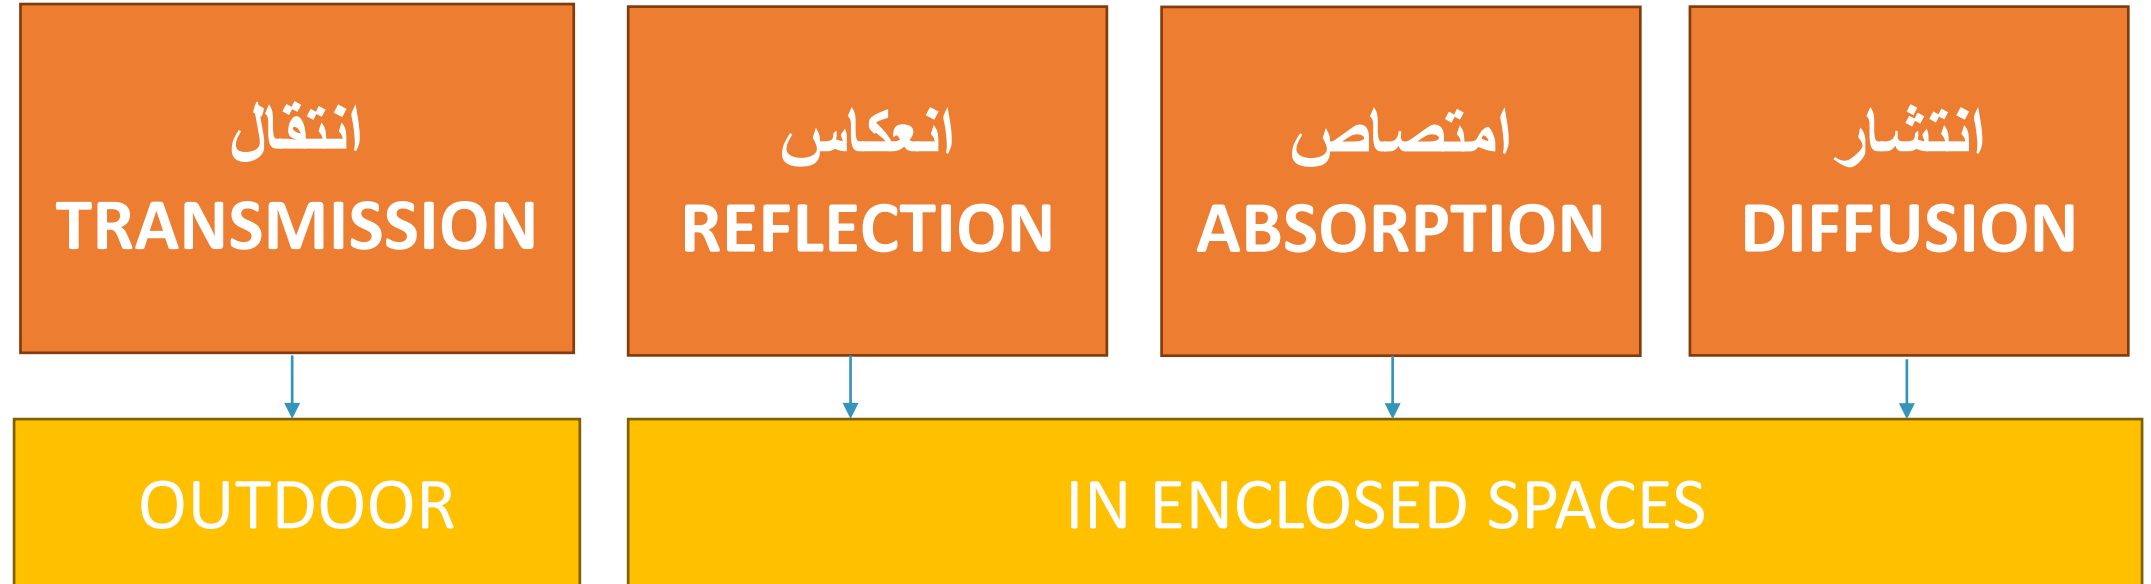 انتقال
TRANSMISSION
انعكاس
REFLECTION
امتصاص
ABSORPTION
انتشار
DIFFUSION
OUTDOOR
IN ENCLOSED SPACES